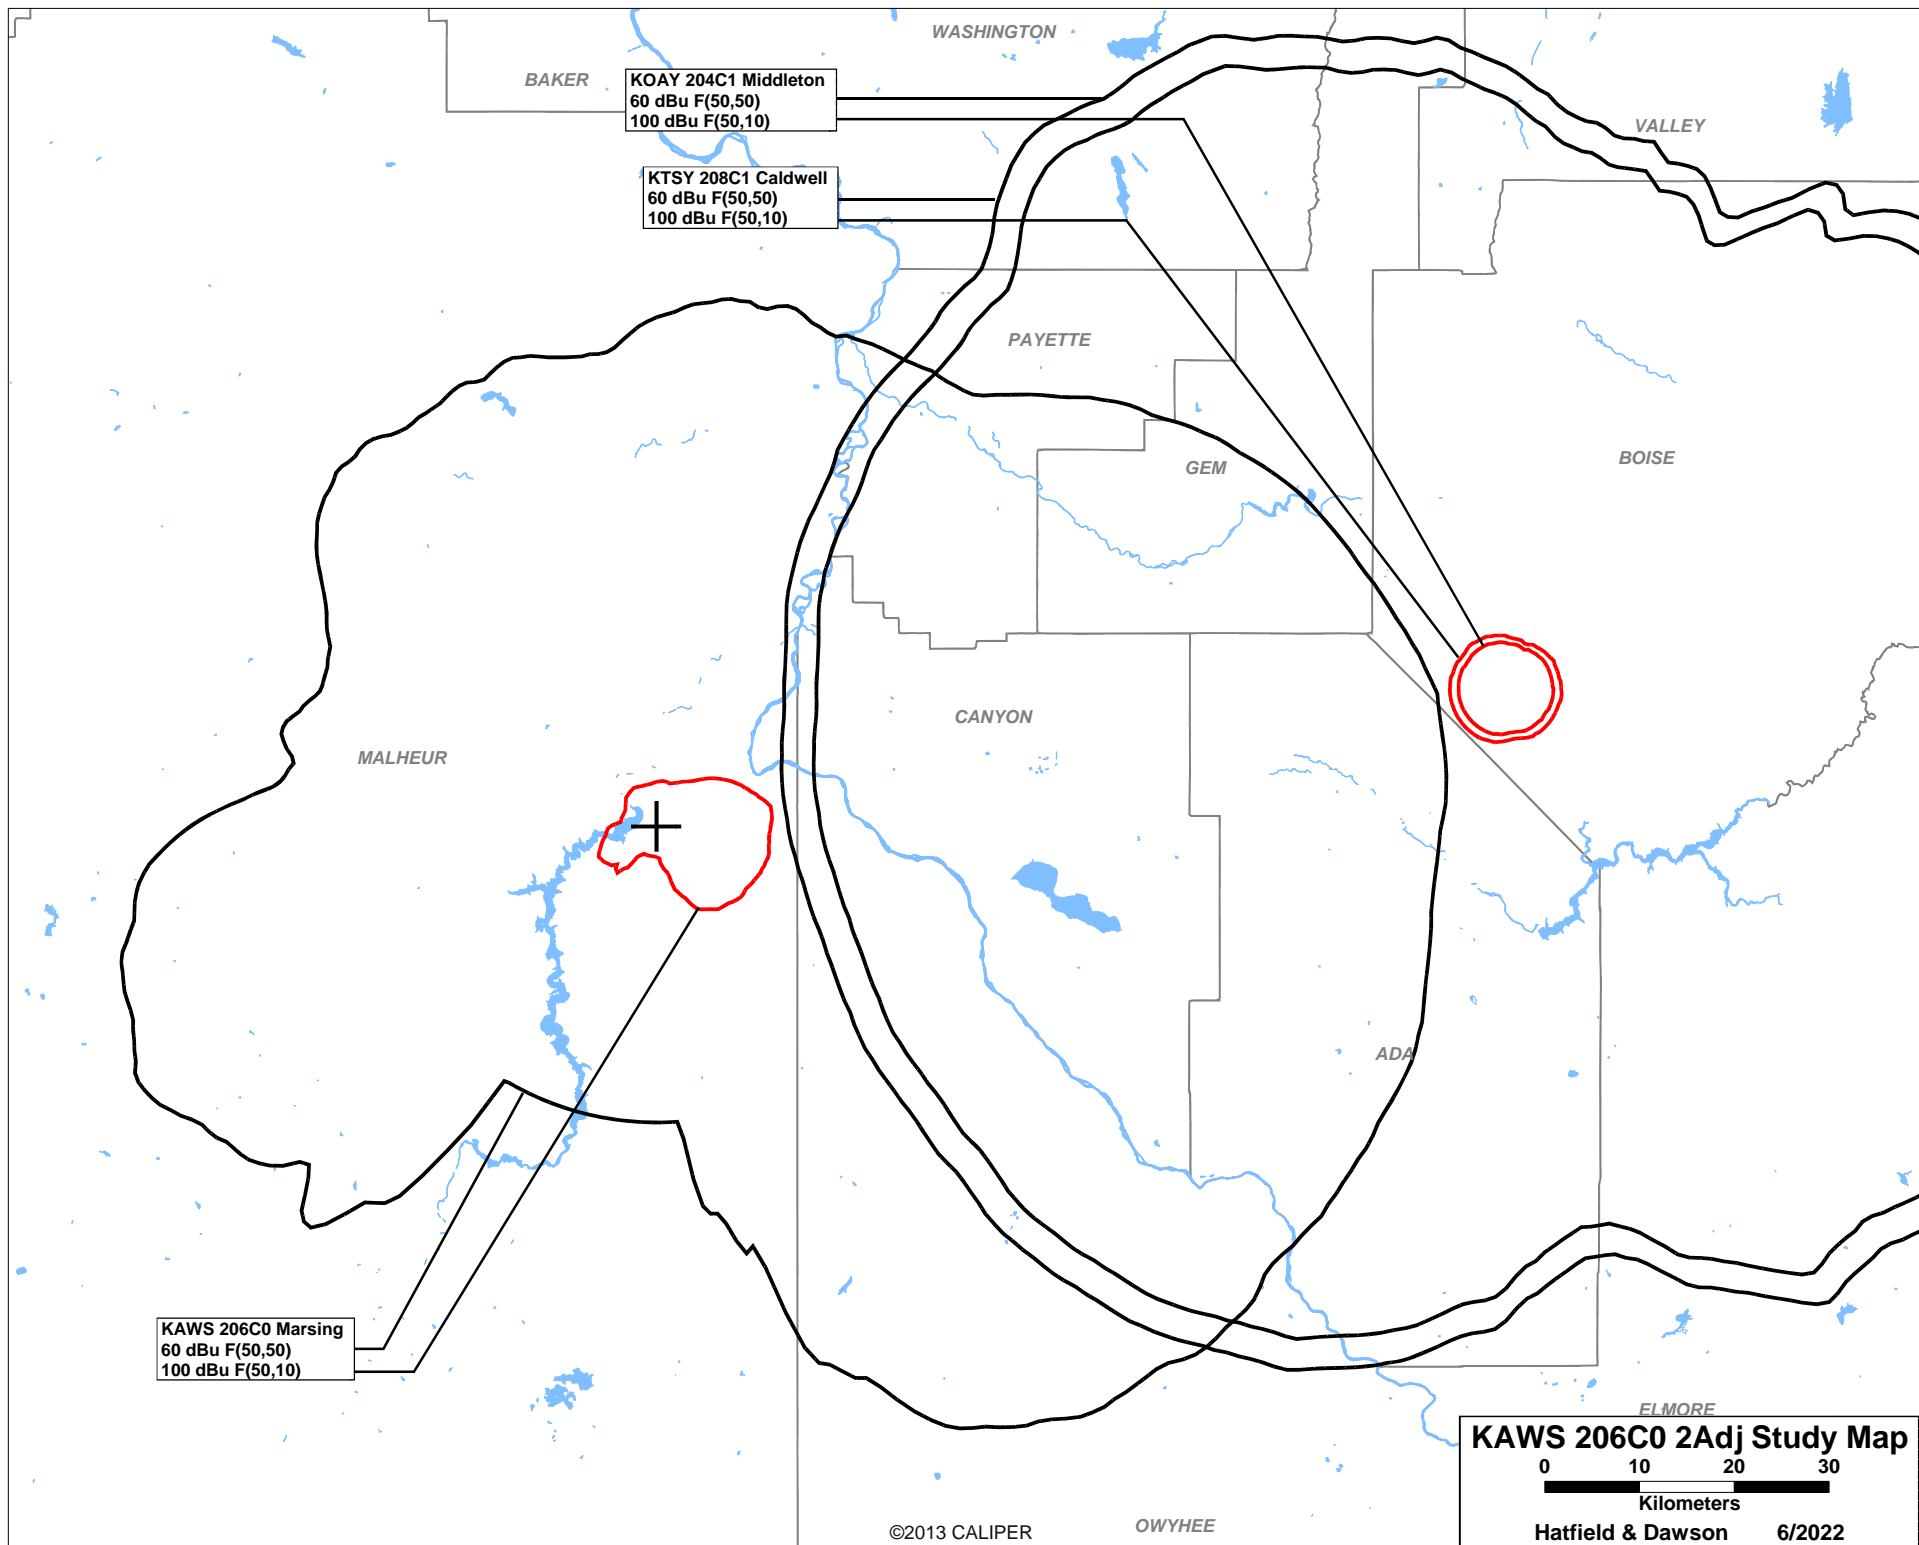 WASHINGTON
BAKER
KOAY 204C1 Middleton
60 dBu F(50,50)
100 dBu F(50,10)
VALLEY
KTSY 208C1 Caldwell
60 dBu F(50,50)
100 dBu F(50,10)
PAYETTE
GEM
BOISE
CANYON
MALHEUR
ADA
KAWS 206C0 Marsing
60 dBu F(50,50)
100 dBu F(50,10)
ELMORE
KAWS 206C0 2Adj Study Map
0 10 20 30
Kilometers
Hatfield & Dawson 6/2022
©2013 CALIPER
OWYHEE